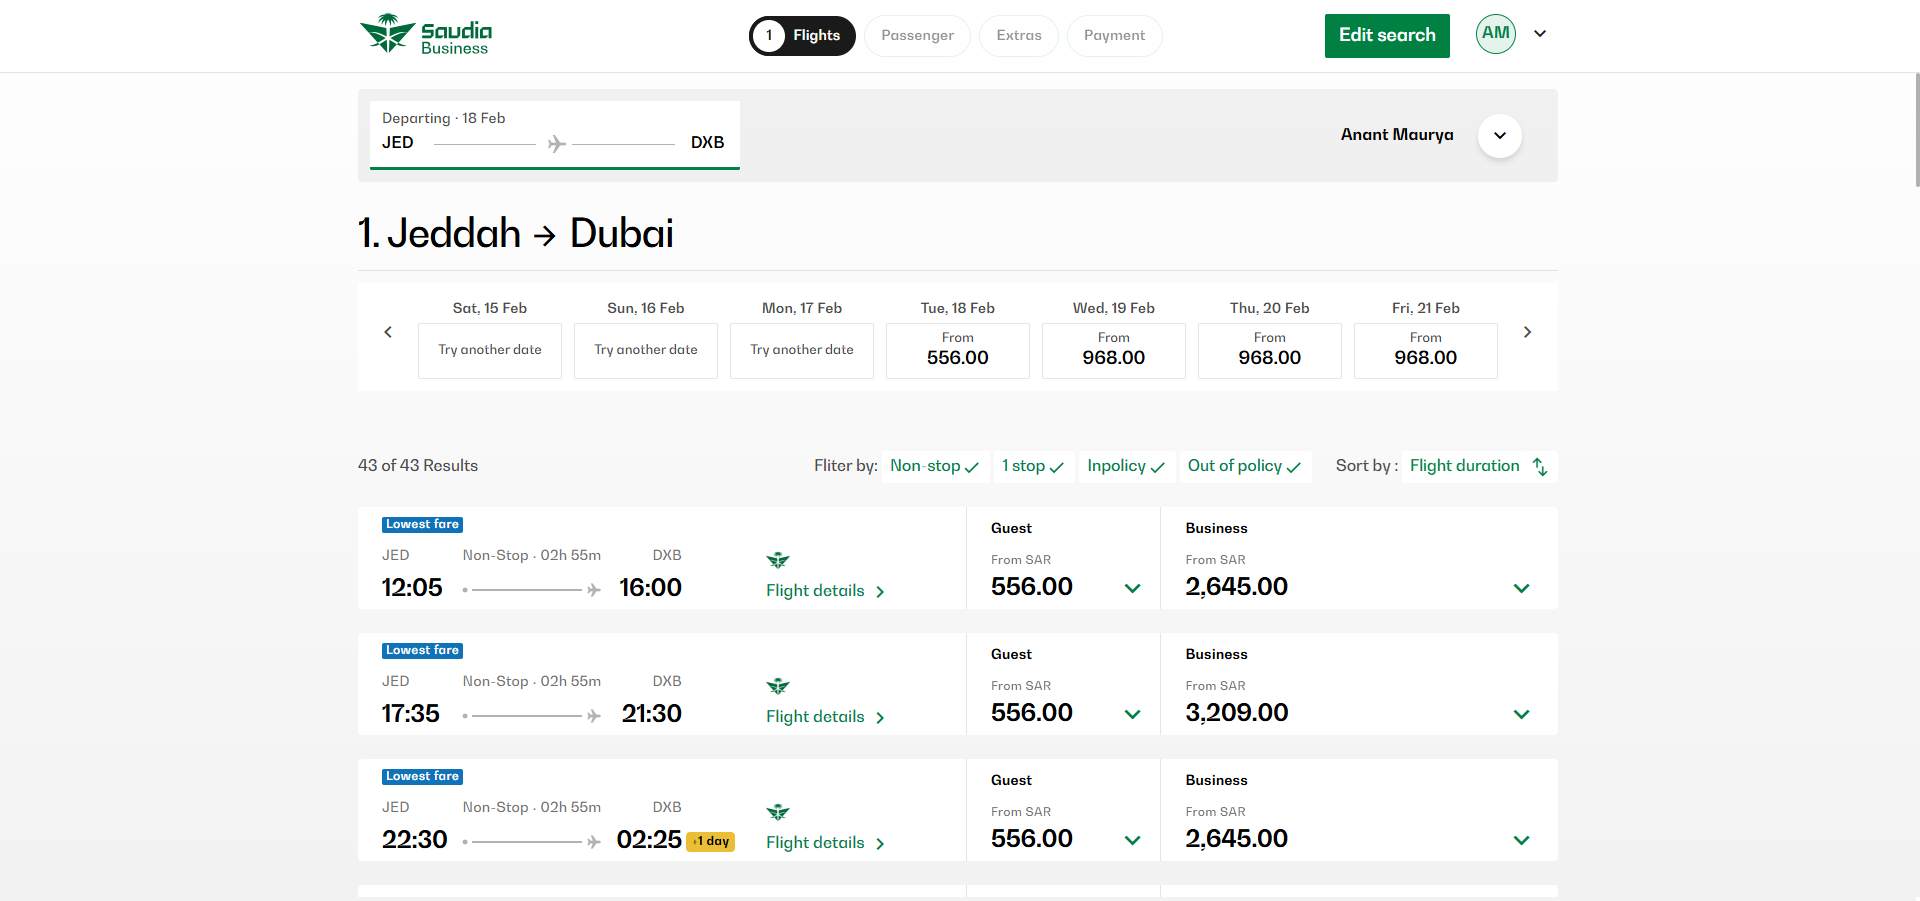 Saudia
Business
1 Flights
Passenger
Extras
Payment
Edit search
AM
Departing · 18 Feb
JED DXB
Anant Maurya
1. Jeddah → Dubai
Sat, 15 Feb
Try another date
Sun, 16 Feb
Try another date
Mon, 17 Feb
Try another date
Tue, 18 Feb
From
556.00
Wed, 19 Feb
From
968.00
Thu, 20 Feb
From
968.00
Fri, 21 Feb
From
968.00
43 of 43 Results
Fliter by: Non-stop 1 stop Inpolicy Out of policy
Sort by : Flight duration
Lowest fare
JED Non-Stop · 02h 55m DXB
12:05 16:00
Flight details
Guest
From SAR
556.00
Business
From SAR
2,645.00
Lowest fare
JED Non-Stop · 02h 55m DXB
17:35 21:30
Flight details
Guest
From SAR
556.00
Business
From SAR
3,209.00
Lowest fare
JED Non-Stop · 02h 55m DXB
22:30 02:25 +1 day
Flight details
Guest
From SAR
556.00
Business
From SAR
2,645.00